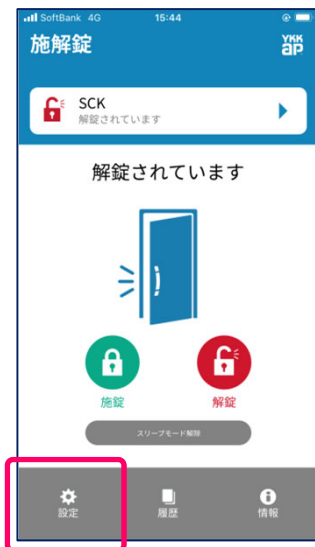 SoftBank 4G 15:44
施解錠
YKK
ap
SCK
解錠されています
解錠されています
施錠
解錠
スリープモード解除
設定
履歴
情報